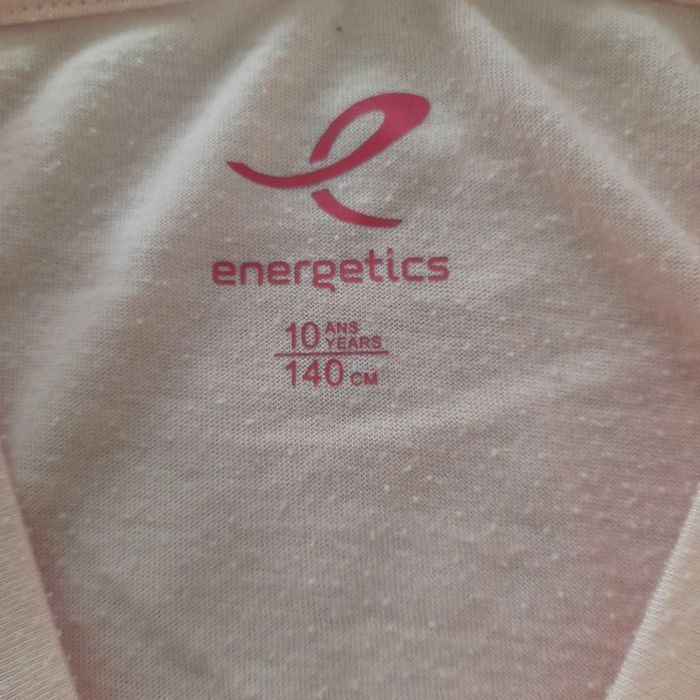 energetics
10 ANS
YEARS
140 CM